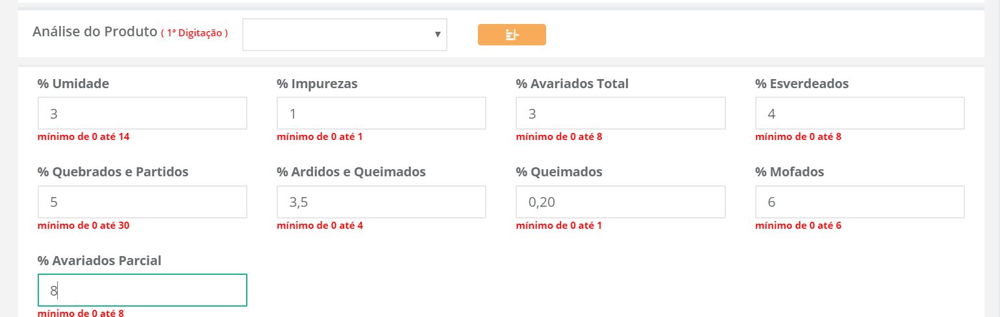 Análise do Produto ( 1ª Digitação )
% Umidade % Impurezas % Avariados Total % Esverdeados
3 1 3 4
mínimo de 0 até 14 mínimo de 0 até 1 mínimo de 0 até 8 mínimo de 0 até 8
% Quebrados e Partidos % Ardidos e Queimados % Queimados % Mofados
5 3,5 0,20 6
mínimo de 0 até 30 mínimo de 0 até 4 mínimo de 0 até 1 mínimo de 0 até 6
% Avariados Parcial
8
mínimo de 0 até 8